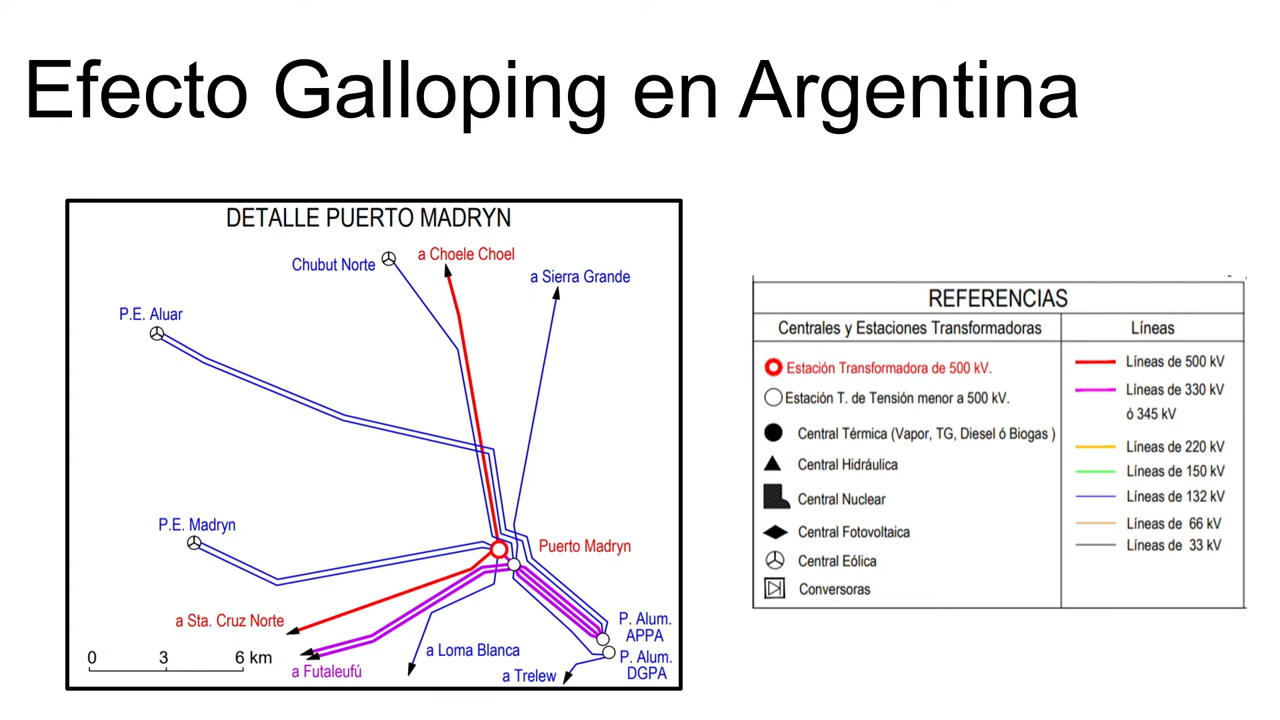 Efecto Galloping en Argentina
DETALLE PUERTO MADRYN
Chubut Norte
a Choele Choel
a Sierra Grande
P.E. Aluar
P.E. Madryn
Puerto Madryn
a Sta. Cruz Norte
P. Alum.
APPA
a Loma Blanca
P. Alum.
DGPA
a Futaleufú
a Trelew
0 3 6 km
REFERENCIAS
Centrales y Estaciones Transformadoras
Líneas
Estación Transformadora de 500 kV.
Estación T. de Tensión menor a 500 kV.
Central Térmica (Vapor, TG, Diesel ó Biogas )
Central Hidráulica
Central Nuclear
Central Fotovoltaica
Central Eólica
Conversoras
Líneas de 500 kV
Líneas de 330 kV
ó 345 kV
Líneas de 220 kV
Líneas de 150 kV
Líneas de 132 kV
Líneas de 66 kV
Líneas de 33 kV